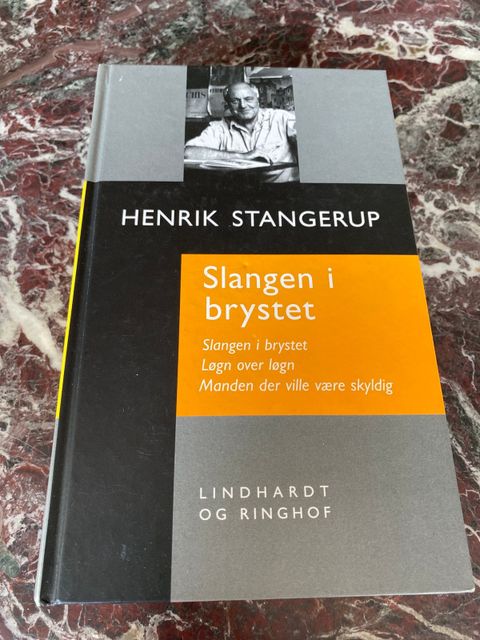 HENRIK STANGERUP
Slangen i
brystet
Slangen i brystet
Løgn over løgn
Manden der ville være skyldig
LINDHARDT
OG RINGHOF